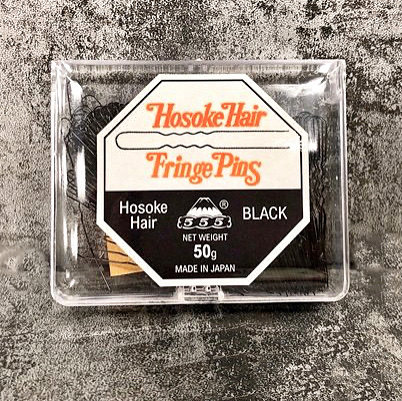 Hosoke Hair
Fringe Pins
Hosoke
Hair
®
555
BLACK
NET WEIGHT
50g
MADE IN JAPAN